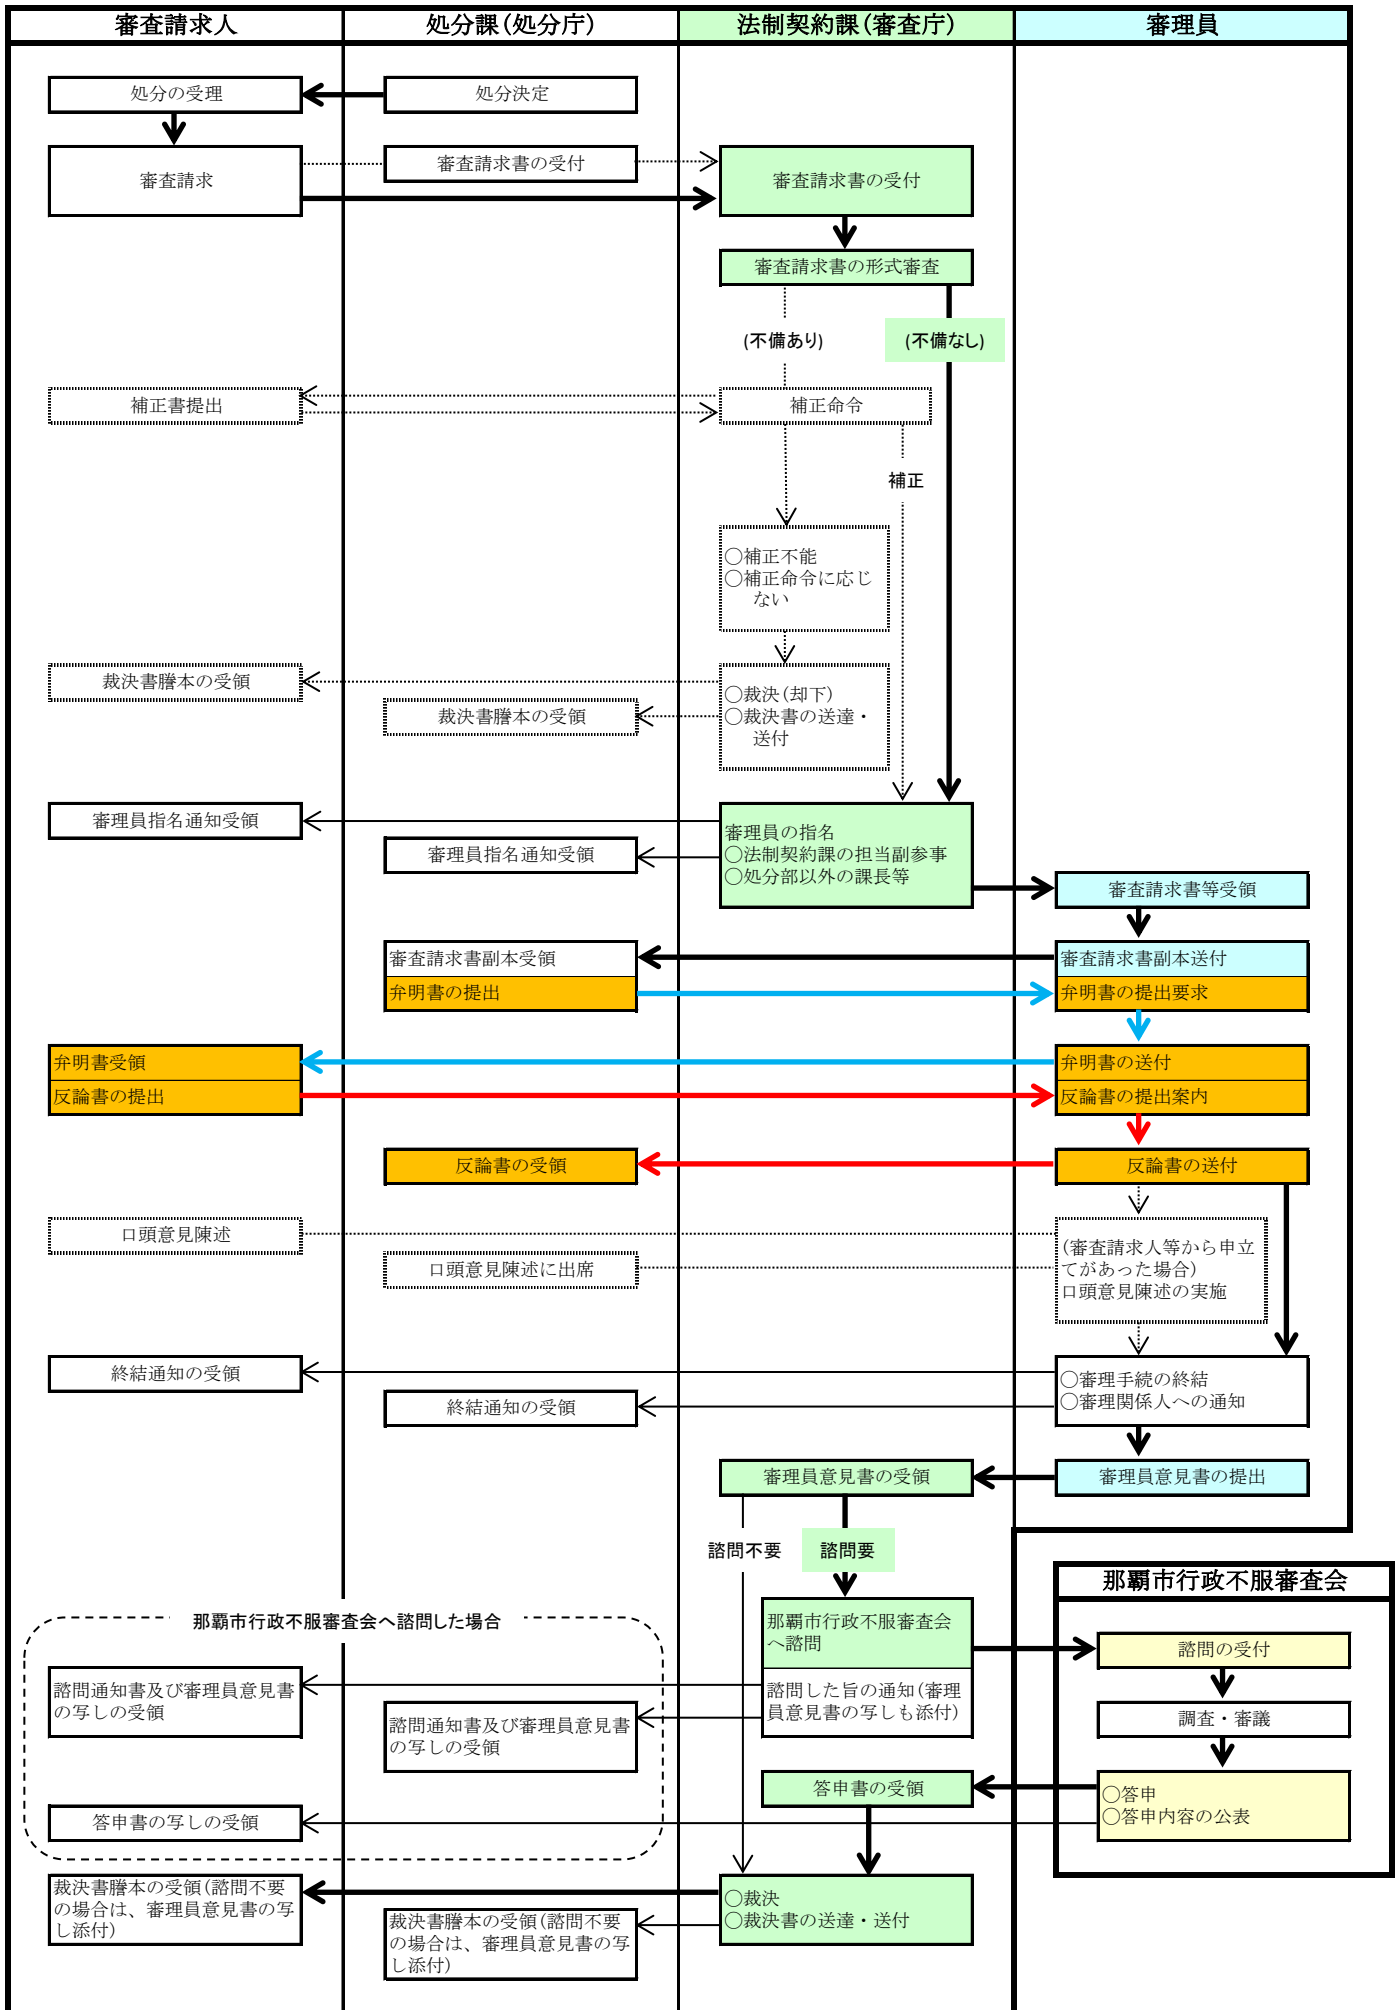 審査請求人
処分課(処分庁)
法制契約課(審査庁)
審理員
処分の受理
処分決定
審査請求
審査請求書の受付
審査請求書の受付
審査請求書の形式審査
(不備あり)
(不備なし)
補正書提出
補正命令
補正
○補正不能
○補正命令に応じ
ない
裁決書謄本の受領
裁決書謄本の受領
○裁決(却下)
○裁決書の送達・
送付
審理員指名通知受領
審理員指名通知受領
審理員の指名
○法制契約課の担当副参事
○処分部以外の課長等
審査請求書等受領
審査請求書副本受領
審査請求書副本送付
弁明書の提出
弁明書の提出要求
弁明書受領
弁明書の送付
反論書の提出
反論書の提出案内
反論書の受領
反論書の送付
口頭意見陳述
口頭意見陳述に出席
(審査請求人等から申立
てがあった場合)
口頭意見陳述の実施
終結通知の受領
終結通知の受領
○審理手続の終結
○審理関係人への通知
審理員意見書の受領
審理員意見書の提出
諮問不要
諮問要
那覇市行政不服審査会
那覇市行政不服審査会へ諮問した場合
那覇市行政不服審査会
へ諮問
諮問の受付
諮問通知書及び審理員意見書
の写しの受領
諮問通知書及び審理員意見書
の写しの受領
諮問した旨の通知(審理
員意見書の写しも添付)
調査・審議
答申書の受領
○答申
○答申内容の公表
答申書の写しの受領
裁決書謄本の受領(諮問不要
の場合は、審理員意見書の写
し添付)
裁決書謄本の受領(諮問不要
の場合は、審理員意見書の写
し添付)
○裁決
○裁決書の送達・送付